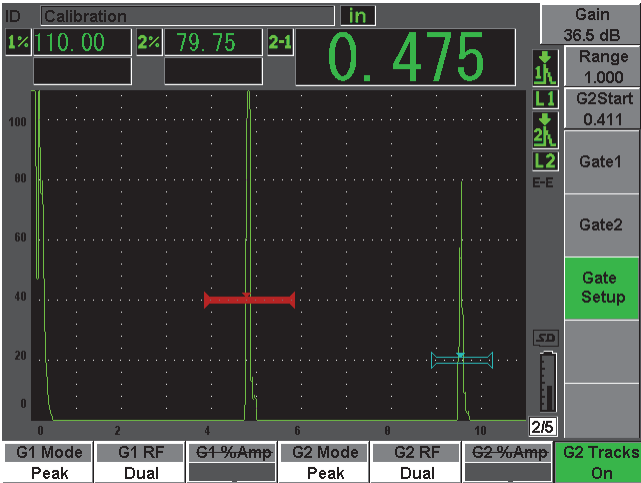 ID Calibration in
1% 110.00 2% 79.75 2-1 0.475
Gain
36.5 dB
Range
1.000
G2Start
0.411
Gate1
Gate2
Gate
Setup
1
L1
2
L2
E-E
SD
2/5
100
80
60
40
20
0
0 2 4 6 8 10
G1 Mode G1 RF G1 %Amp G2 Mode G2 RF G2 %Amp G2 Tracks
Peak Dual Peak Dual On